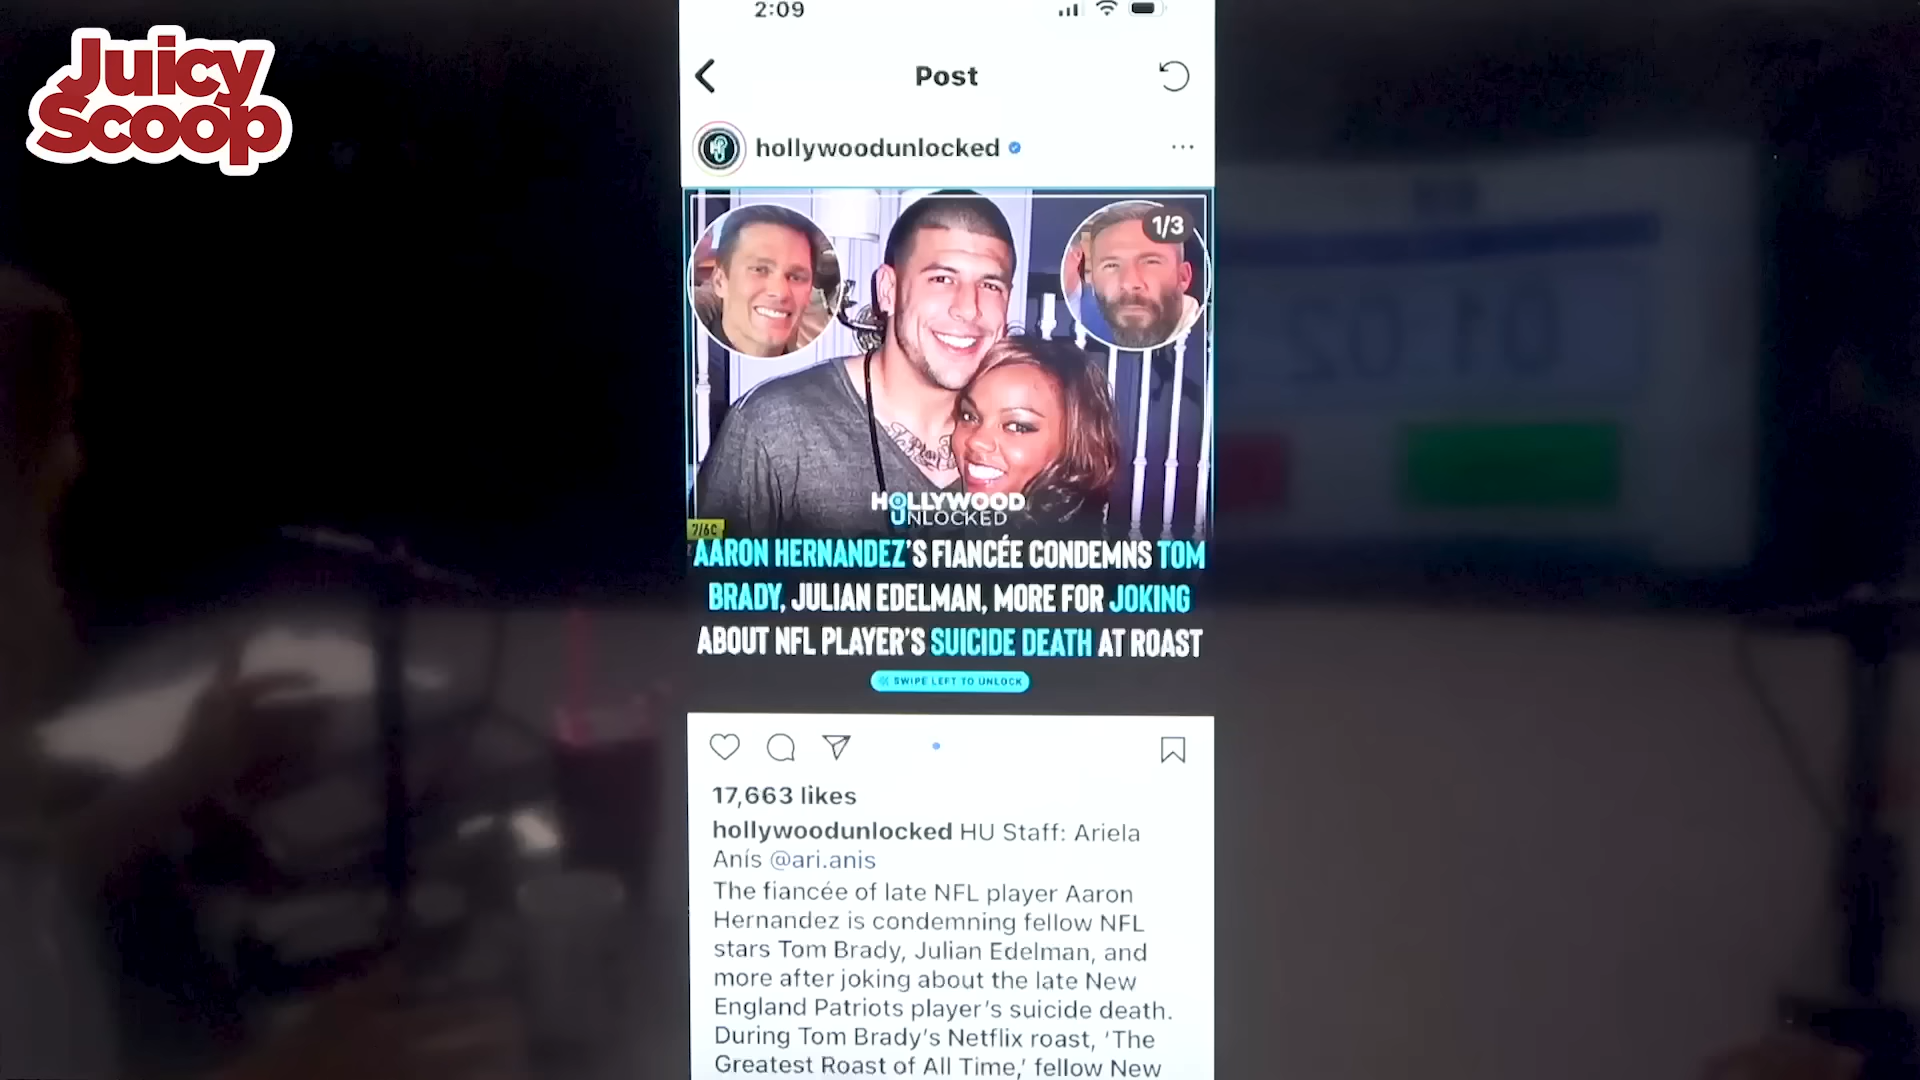 Juicy
Scoop
2:09
Post
hollywoodunlocked
1/3
HOLLYWOOD
UNLOCKED
7/6C
AARON HERNANDEZ'S FIANCÉE CONDEMNS TOM
BRADY, JULIAN EDELMAN, MORE FOR JOKING
ABOUT NFL PLAYER'S SUICIDE DEATH AT ROAST
SWIPE LEFT TO UNLOCK
17,663 likes
hollywoodunlocked HU Staff: Ariela
Anís @ari.anis
The fiancée of late NFL player Aaron
Hernandez is condemning fellow NFL
stars Tom Brady, Julian Edelman, and
more after joking about the late New
England Patriots player's suicide death.
During Tom Brady's Netflix roast, 'The
Greatest Roast of All Time,' fellow New